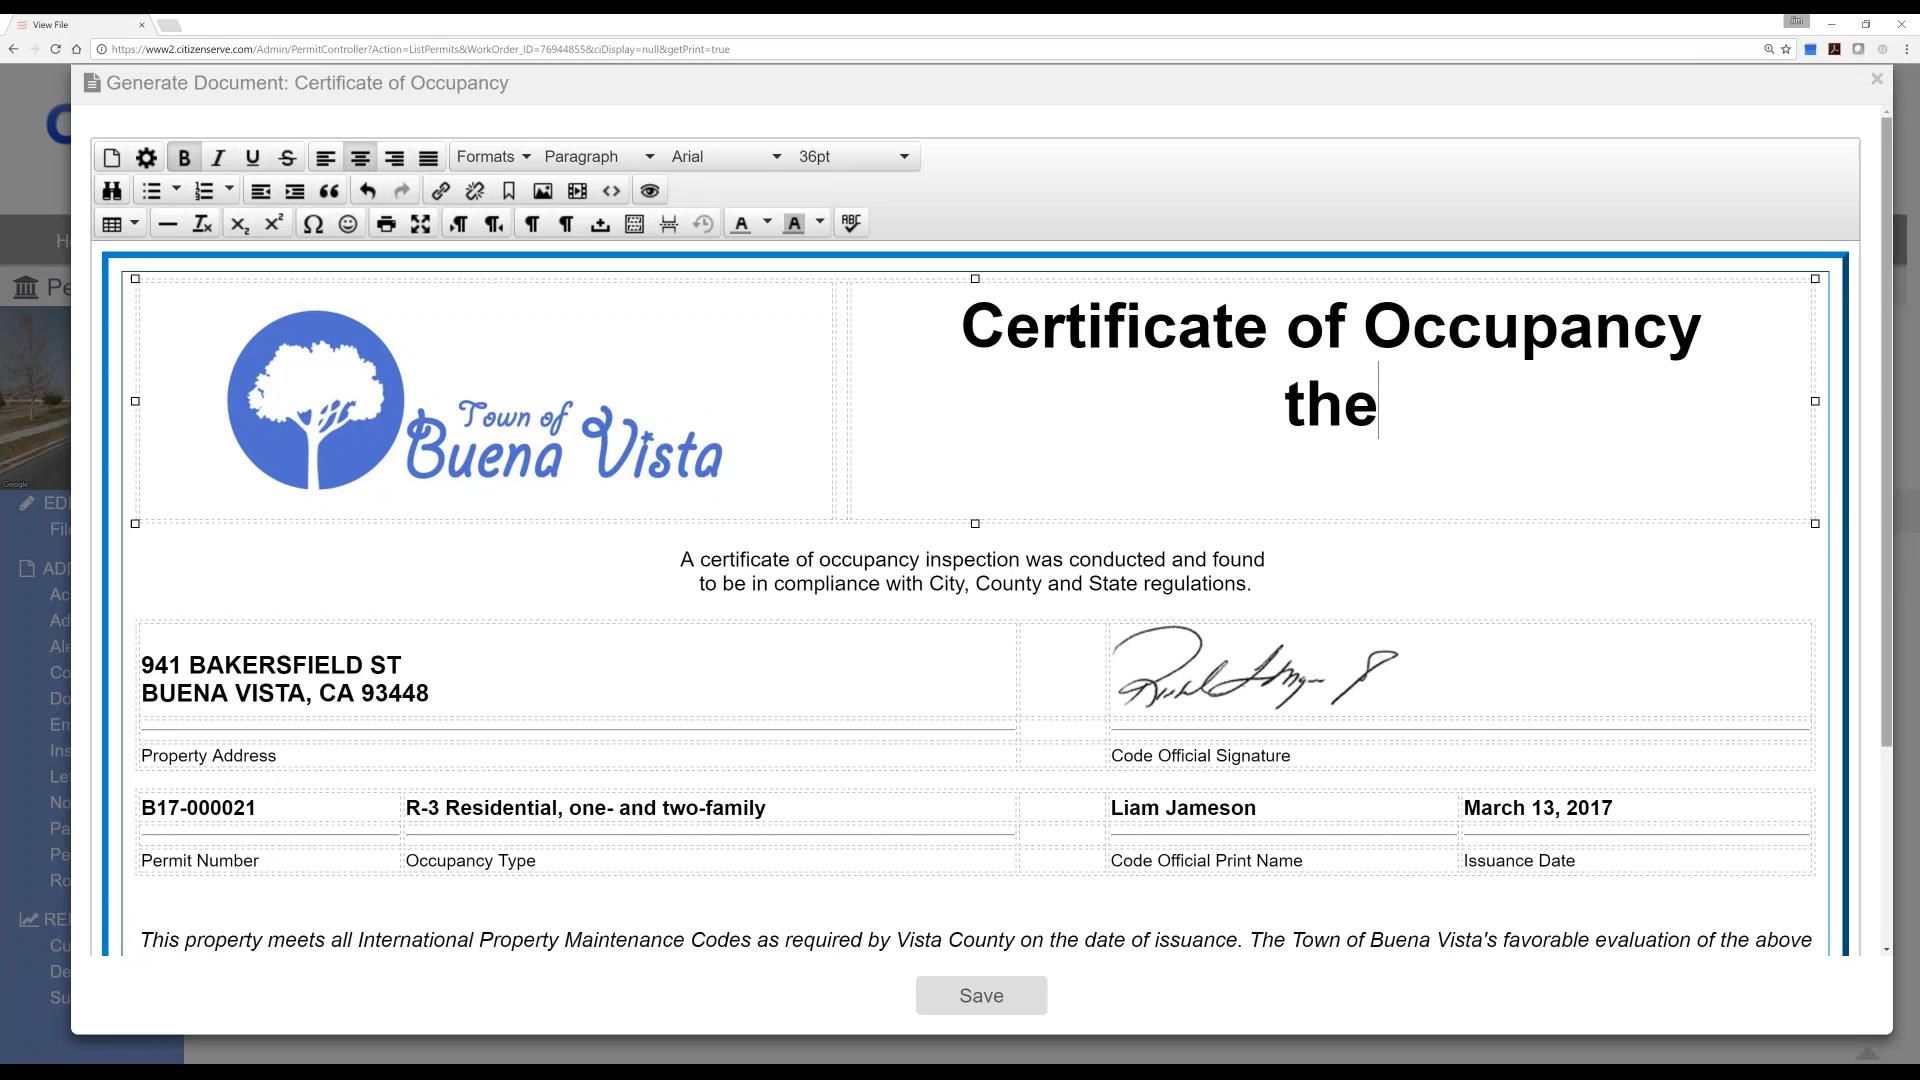 View File
Jim
https://www2.citizenserve.com/Admin/PermitController?Action=ListPermits&WorkOrder_ID=76944855&ciDisplay=null&getPrint=true
Generate Document: Certificate of Occupancy
Formats
Paragraph
Arial
36pt
ABC
Certificate of Occupancy
the
Town of
Buena Vista
A certificate of occupancy inspection was conducted and found
to be in compliance with City, County and State regulations.
941 BAKERSFIELD ST
BUENA VISTA, CA 93448
Property Address
Code Official Signature
B17-000021
R-3 Residential, one- and two-family
Liam Jameson
March 13, 2017
Permit Number
Occupancy Type
Code Official Print Name
Issuance Date
This property meets all International Property Maintenance Codes as required by Vista County on the date of issuance. The Town of Buena Vista's favorable evaluation of the above
Save
Google